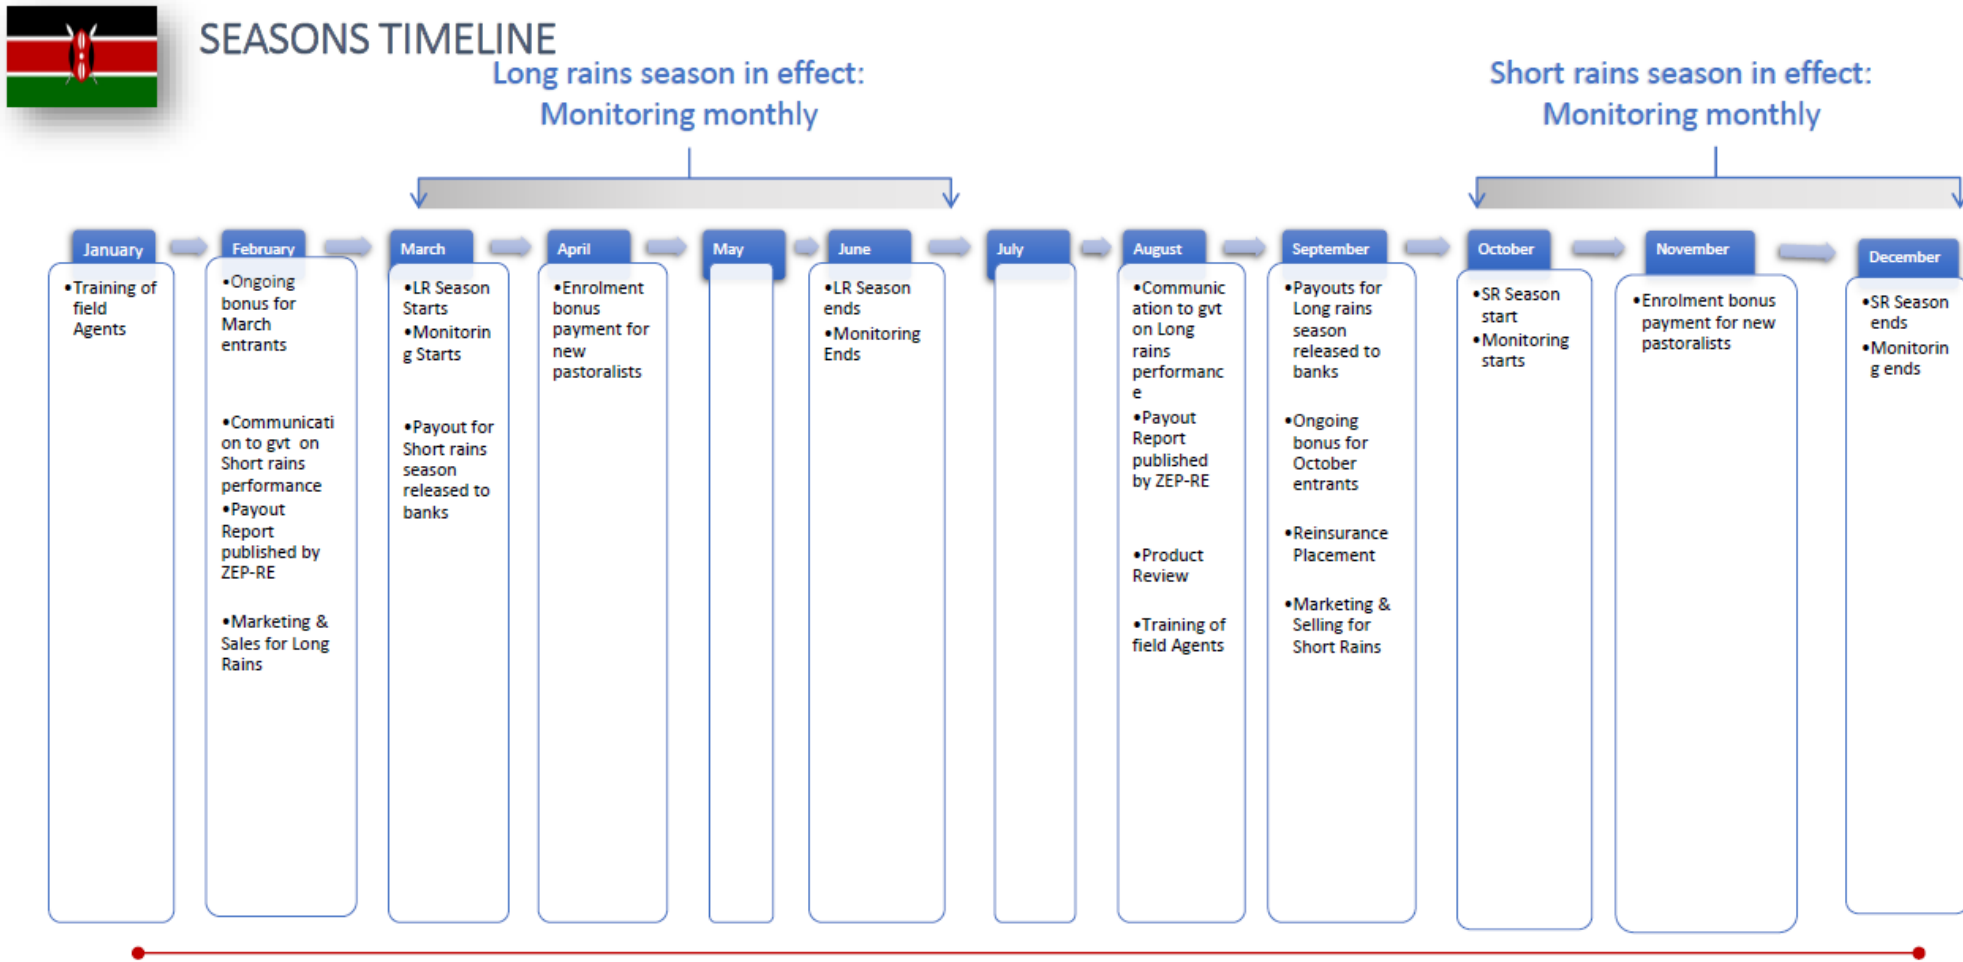 SEASONS TIMELINE
Long rains season in effect:
Monitoring monthly
Short rains season in effect:
Monitoring monthly
January
•Training of
field
Agents
February
•Ongoing
bonus for
March
entrants
•Communicati
on to gvt on
Short rains
performance
•Payout
Report
published by
ZEP-RE
•Marketing &
Sales for Long
Rains
March
•LR Season
Starts
•Monitorin
g Starts
•Payout for
Short rains
season
released to
banks
April
•Enrolment
bonus
payment for
new
pastoralists
May
June
•LR Season
ends
•Monitoring
Ends
July
August
•Communic
ation to gvt
on Long
rains
performanc
e
•Payout
Report
published
by ZEP-RE
•Product
Review
•Training of
field Agents
September
•Payouts for
Long rains
season
released to
banks
•Ongoing
bonus for
October
entrants
•Reinsurance
Placement
•Marketing &
Selling for
Short Rains
October
•SR Season
start
•Monitoring
starts
November
•Enrolment bonus
payment for new
pastoralists
December
•SR Season
ends
•Monitorin
g ends